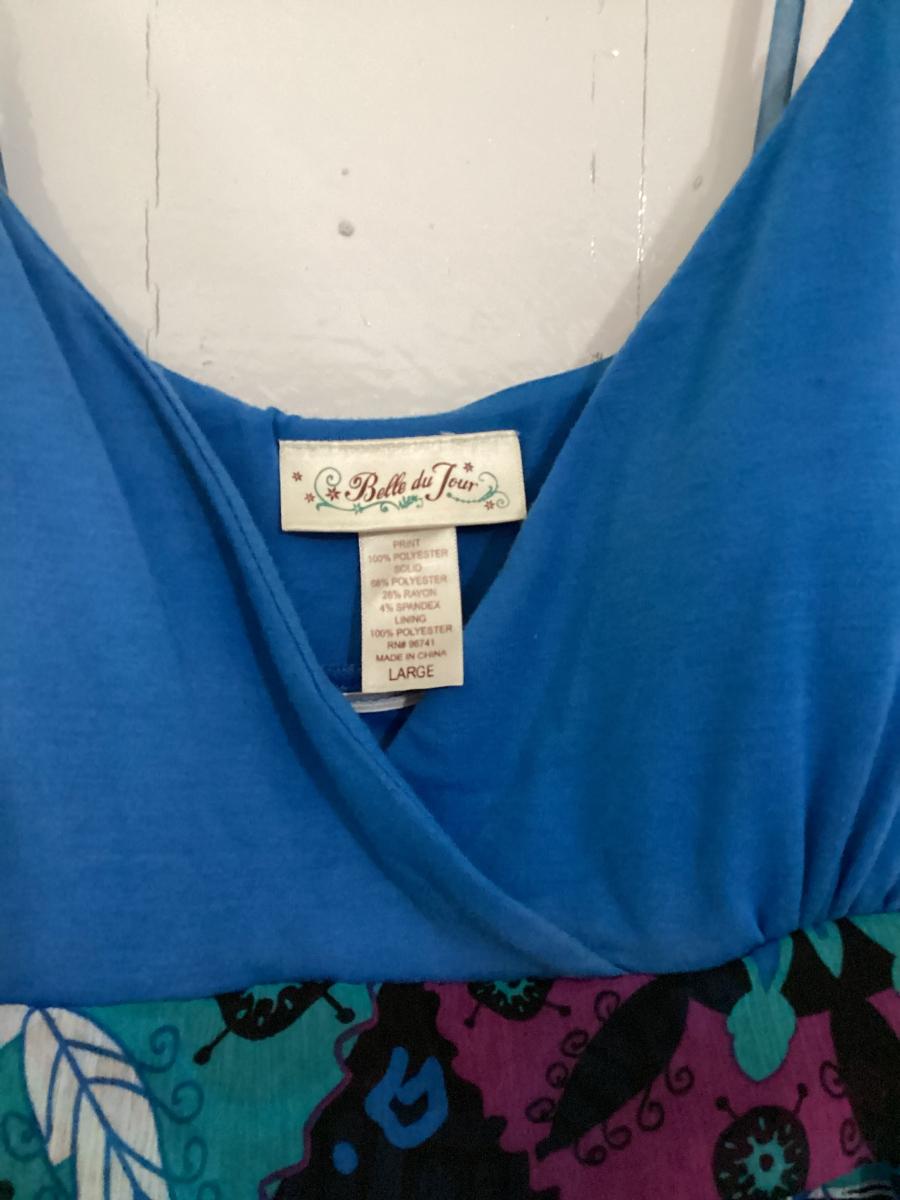 Belle du Jour
PRINT
100% POLYESTER
SOLID
68% POLYESTER
28% RAYON
4% SPANDEX
LINING
100% POLYESTER
RN# 96741
MADE IN CHINA
LARGE